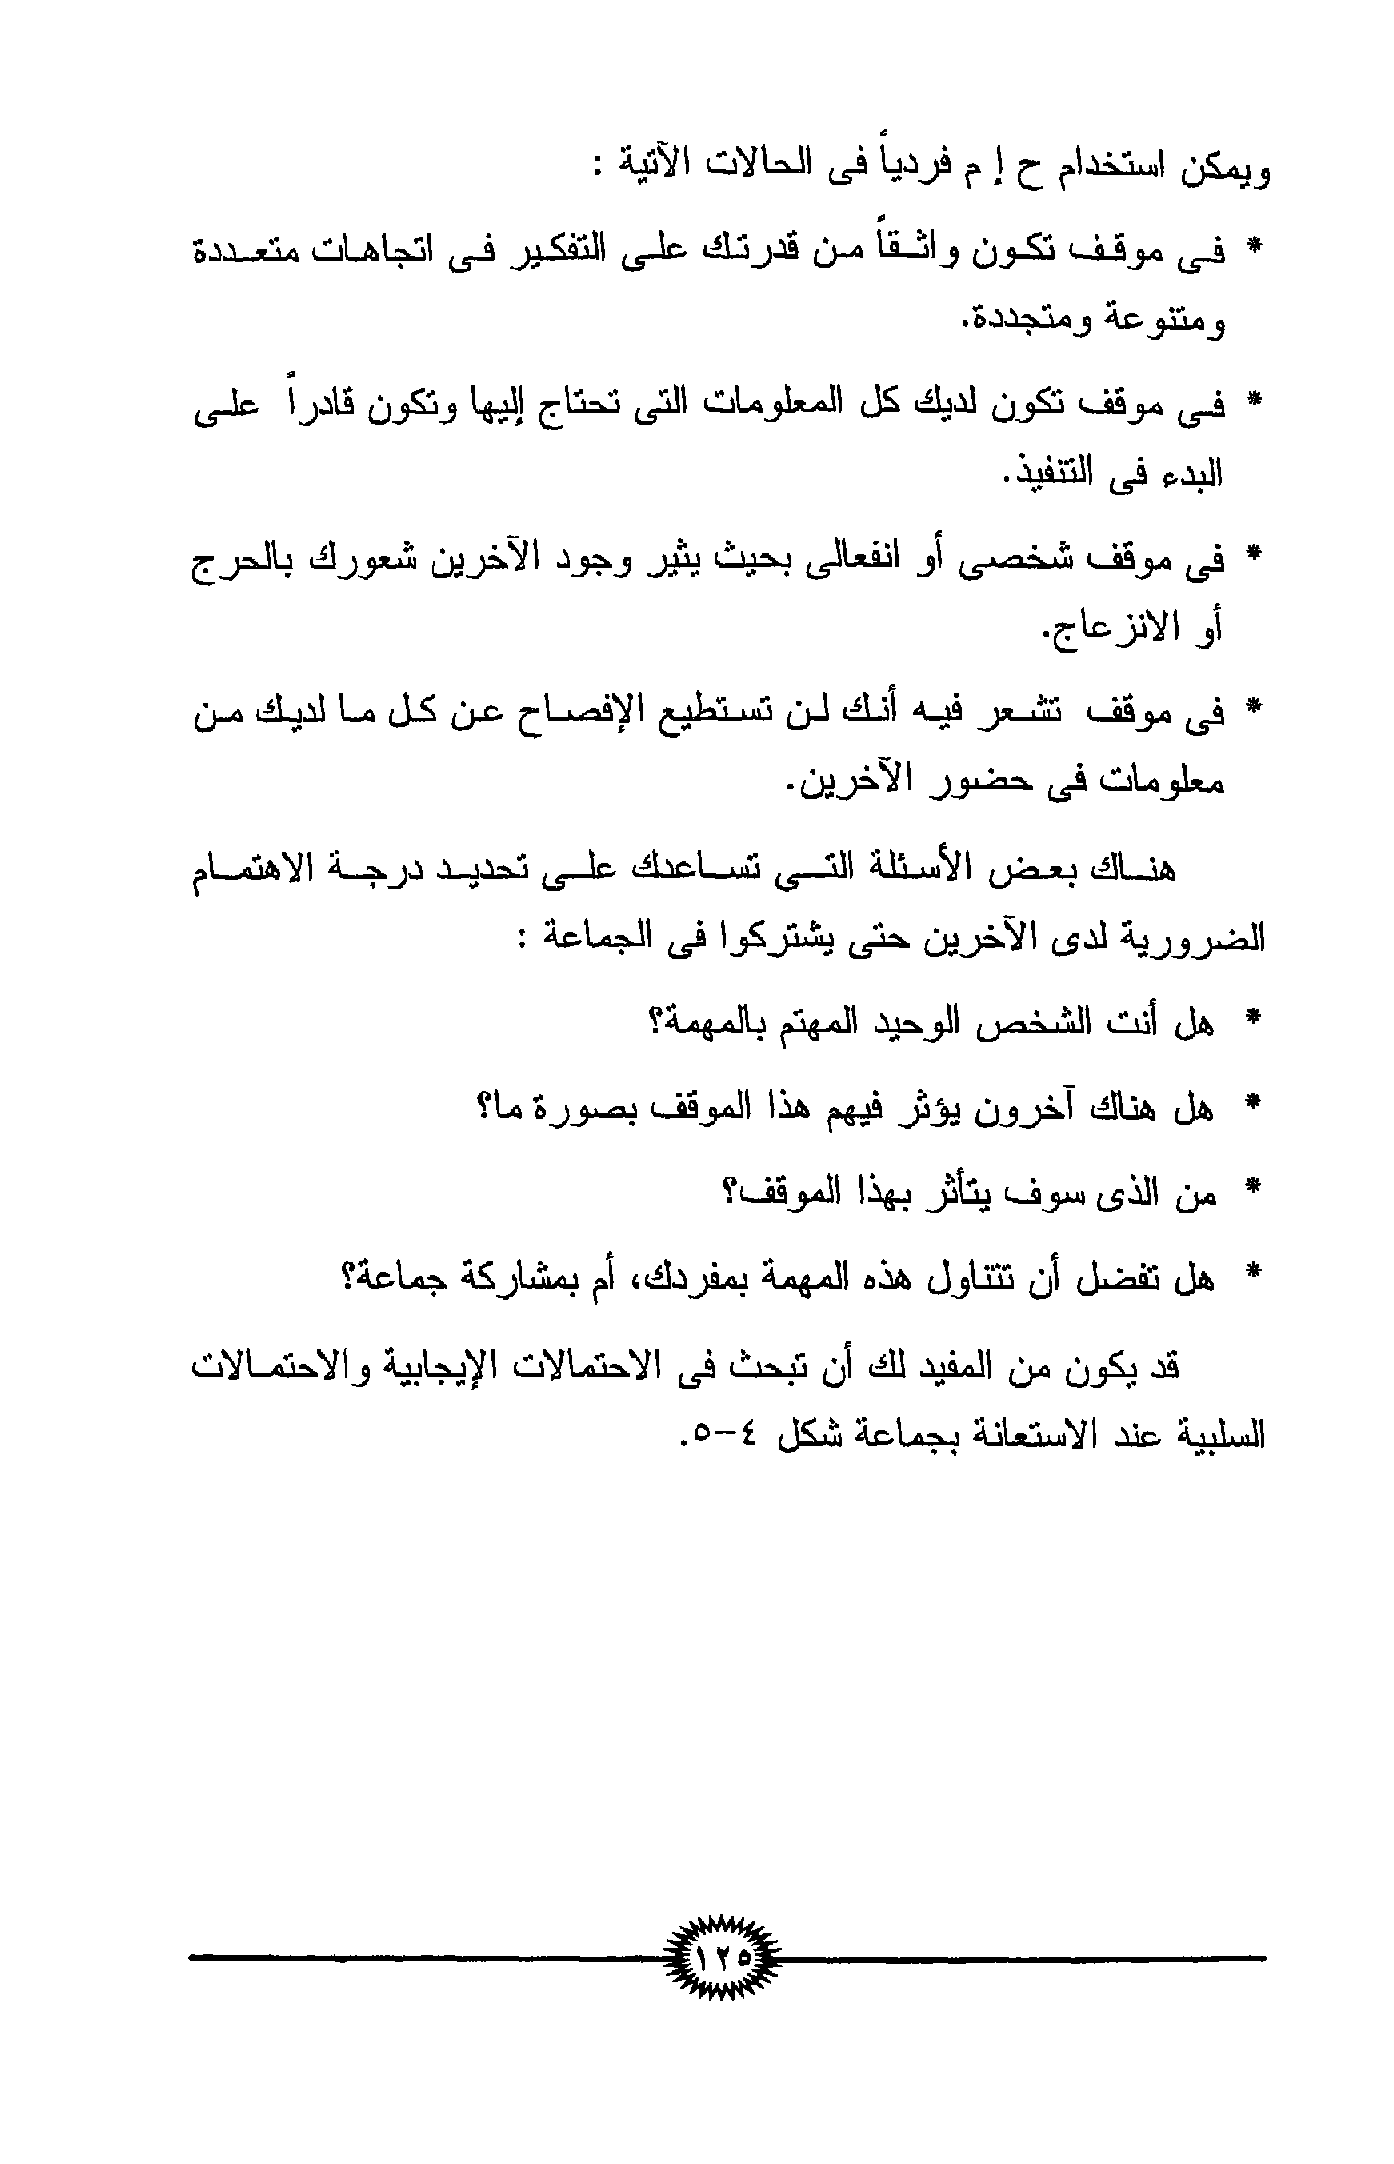 ويمكن استخدام ح إ م فردياً فى الحالات الآتية :
* فى موقف تكون واثقاً من قدرتك على التفكير فى اتجاهات متعددة
ومتنوعة ومتجددة.
* فى موقف تكون لديك كل المعلومات التى تحتاج إليها وتكون قادراً على
البدء فى التنفيذ.
* فى موقف شخصى أو انفعالى بحيث يثير وجود الآخرين شعورك بالحرج
أو الانزعاج.
* فى موقف تشعر فيه أنك لن تستطيع الإفصاح عن كل ما لديك من
معلومات فى حضور الآخرين.
هناك بعض الأسئلة التى تساعدك على تحديد درجة الاهتمام
الضرورية لدى الآخرين حتى يشتركوا فى الجماعة :
* هل أنت الشخص الوحيد المهتم بالمهمة؟
* هل هناك آخرون يؤثر فيهم هذا الموقف بصورة ما؟
* من الذى سوف يتأثر بهذا الموقف؟
* هل تفضل أن تتناول هذه المهمة بمفردك، أم بمشاركة جماعة؟
قد يكون من المفيد لك أن تبحث فى الاحتمالات الإيجابية والاحتمالات
السلبية عند الاستعانة بجماعة شكل ٤-٥.
١٢٥